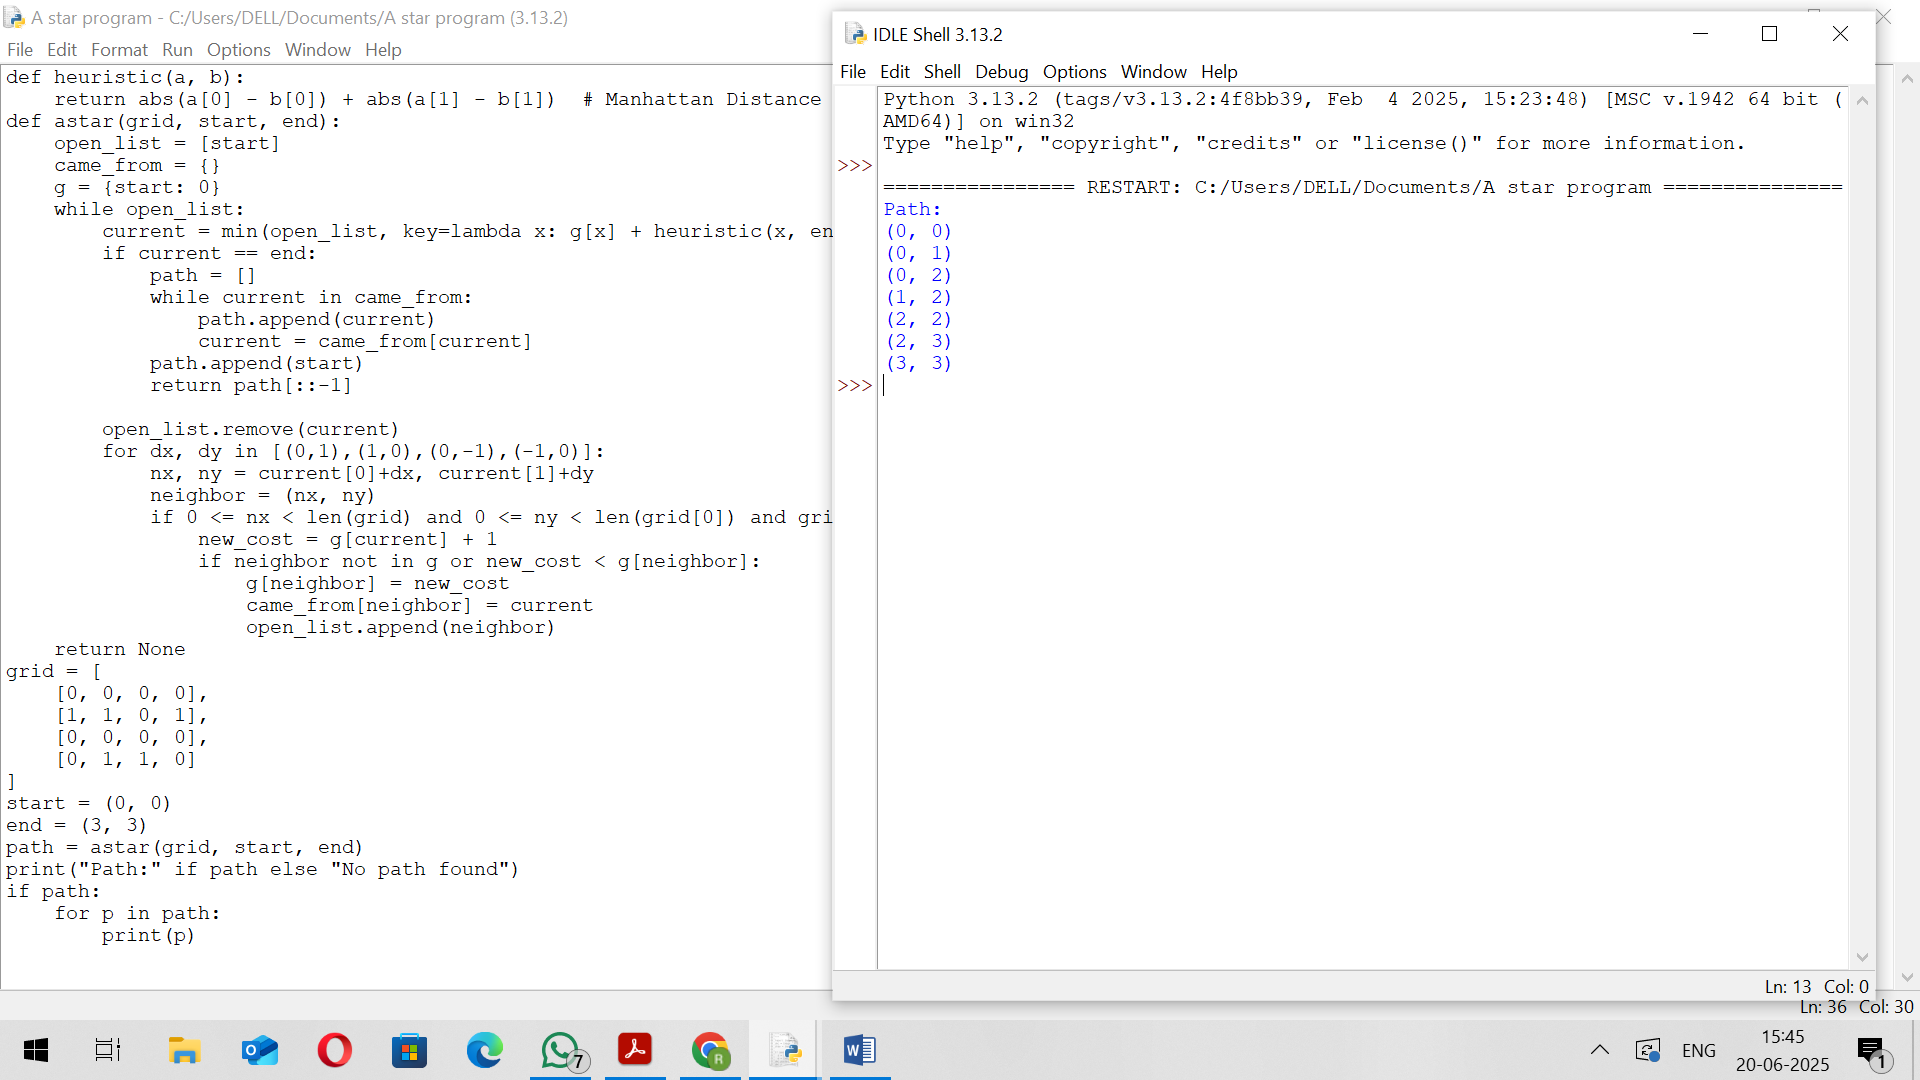 A star program - C:/Users/DELL/Documents/A star program (3.13.2)
File Edit Format Run Options Window Help
def heuristic(a, b):
    return abs(a[0] - b[0]) + abs(a[1] - b[1])  # Manhattan Distance
def astar(grid, start, end):
    open_list = [start]
    came_from = {}
    g = {start: 0}
    while open_list:
        current = min(open_list, key=lambda x: g[x] + heuristic(x, en
        if current == end:
            path = []
            while current in came_from:
                path.append(current)
                current = came_from[current]
            path.append(start)
            return path[::-1]

        open_list.remove(current)
        for dx, dy in [(0,1),(1,0),(0,-1),(-1,0)]:
            nx, ny = current[0]+dx, current[1]+dy
            neighbor = (nx, ny)
            if 0 <= nx < len(grid) and 0 <= ny < len(grid[0]) and gri
                new_cost = g[current] + 1
                if neighbor not in g or new_cost < g[neighbor]:
                    g[neighbor] = new_cost
                    came_from[neighbor] = current
                    open_list.append(neighbor)
    return None
grid = [
    [0, 0, 0, 0],
    [1, 1, 0, 1],
    [0, 0, 0, 0],
    [0, 1, 1, 0]
]
start = (0, 0)
end = (3, 3)
path = astar(grid, start, end)
print("Path:" if path else "No path found")
if path:
    for p in path:
        print(p)
Ln: 36 Col: 30
IDLE Shell 3.13.2
File Edit Shell Debug Options Window Help
Python 3.13.2 (tags/v3.13.2:4f8bb39, Feb  4 2025, 15:23:48) [MSC v.1942 64 bit (
AMD64)] on win32
Type "help", "copyright", "credits" or "license()" for more information.
>>>
================ RESTART: C:/Users/DELL/Documents/A star program ===============
Path:
(0, 0)
(0, 1)
(0, 2)
(1, 2)
(2, 2)
(2, 3)
(3, 3)
>>>
Ln: 13 Col: 0
7
R
W
ENG
15:45
20-06-2025
1